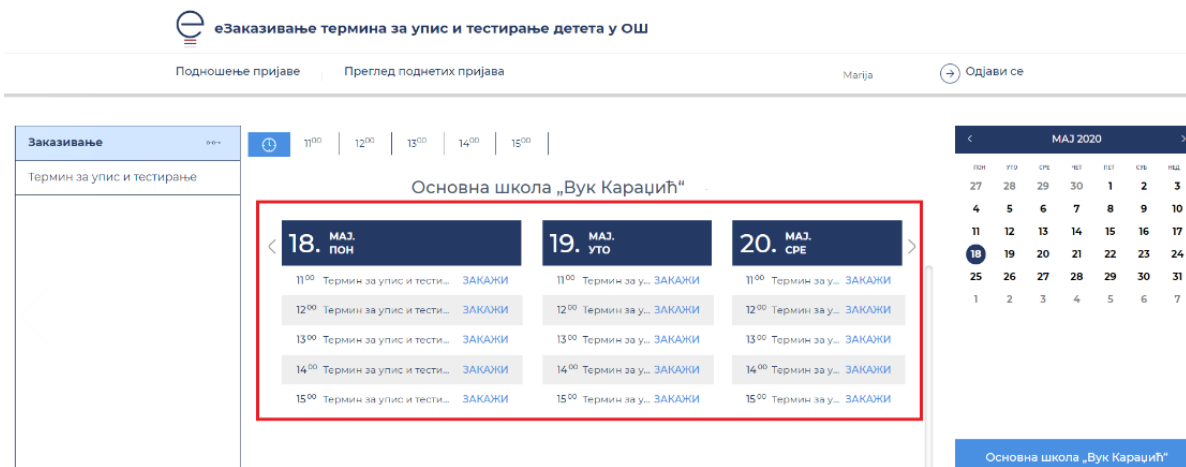 еЗаказивање термина за упис и тестирање детета у ОШ
Подношење пријаве Преглед поднетих пријава Marija Одјави се
Заказивање
Термин за упис и тестирање
11⁰⁰ 12⁰⁰ 13⁰⁰ 14⁰⁰ 15⁰⁰
Основна школа „Вук Караџић“
18. МАЈ. ПОН
11⁰⁰ Термин за упис и тести... ЗАКАЖИ
12⁰⁰ Термин за упис и тести... ЗАКАЖИ
13⁰⁰ Термин за упис и тести... ЗАКАЖИ
14⁰⁰ Термин за упис и тести... ЗАКАЖИ
15⁰⁰ Термин за упис и тести... ЗАКАЖИ
19. МАЈ. УТО
11⁰⁰ Термин за у... ЗАКАЖИ
12⁰⁰ Термин за у... ЗАКАЖИ
13⁰⁰ Термин за у... ЗАКАЖИ
14⁰⁰ Термин за у... ЗАКАЖИ
15⁰⁰ Термин за у... ЗАКАЖИ
20. МАЈ. СРЕ
11⁰⁰ Термин за у... ЗАКАЖИ
12⁰⁰ Термин за у... ЗАКАЖИ
13⁰⁰ Термин за у... ЗАКАЖИ
14⁰⁰ Термин за у... ЗАКАЖИ
15⁰⁰ Термин за у... ЗАКАЖИ
МАЈ 2020
ПОН УТО СРЕ ЧЕТ ПЕТ СУБ НЕД
27 28 29 30 1 2 3
4 5 6 7 8 9 10
11 12 13 14 15 16 17
18 19 20 21 22 23 24
25 26 27 28 29 30 31
1 2 3 4 5 6 7
Основна школа „Вук Караџић“